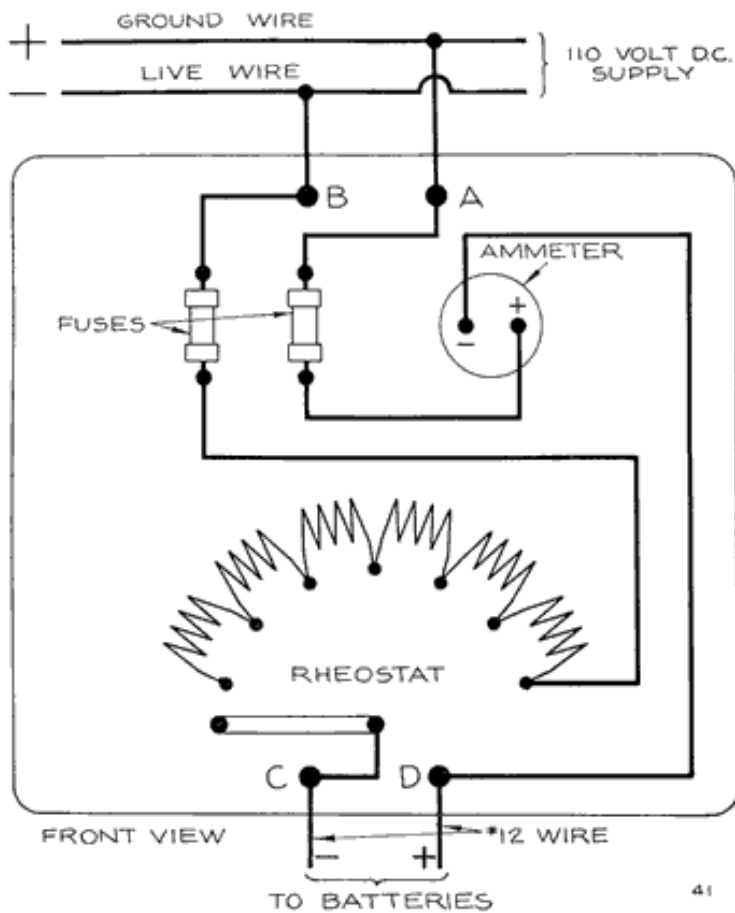 GROUND WIRE
+
110 VOLT D.C.
SUPPLY
LIVE WIRE
−
B
A
AMMETER
FUSES
+
−
RHEOSTAT
C
D
FRONT VIEW
#12 WIRE
−
+
TO BATTERIES
41